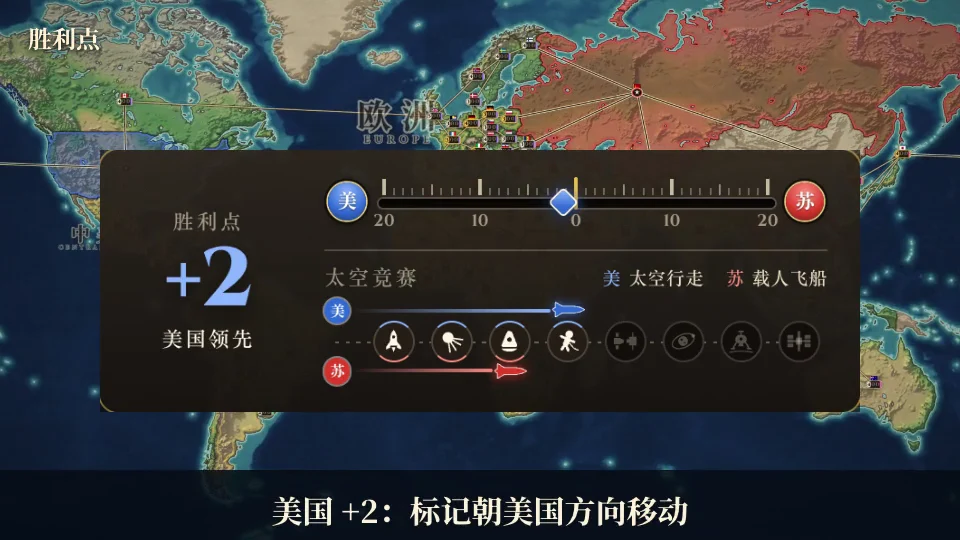 胜利点
欧洲
EUROPE
中
胜利点
+2
美国领先
美
苏
20 10 0 10 20
太空竞赛
美 太空行走 苏 载人飞船
美
苏
美国 +2：标记朝美国方向移动